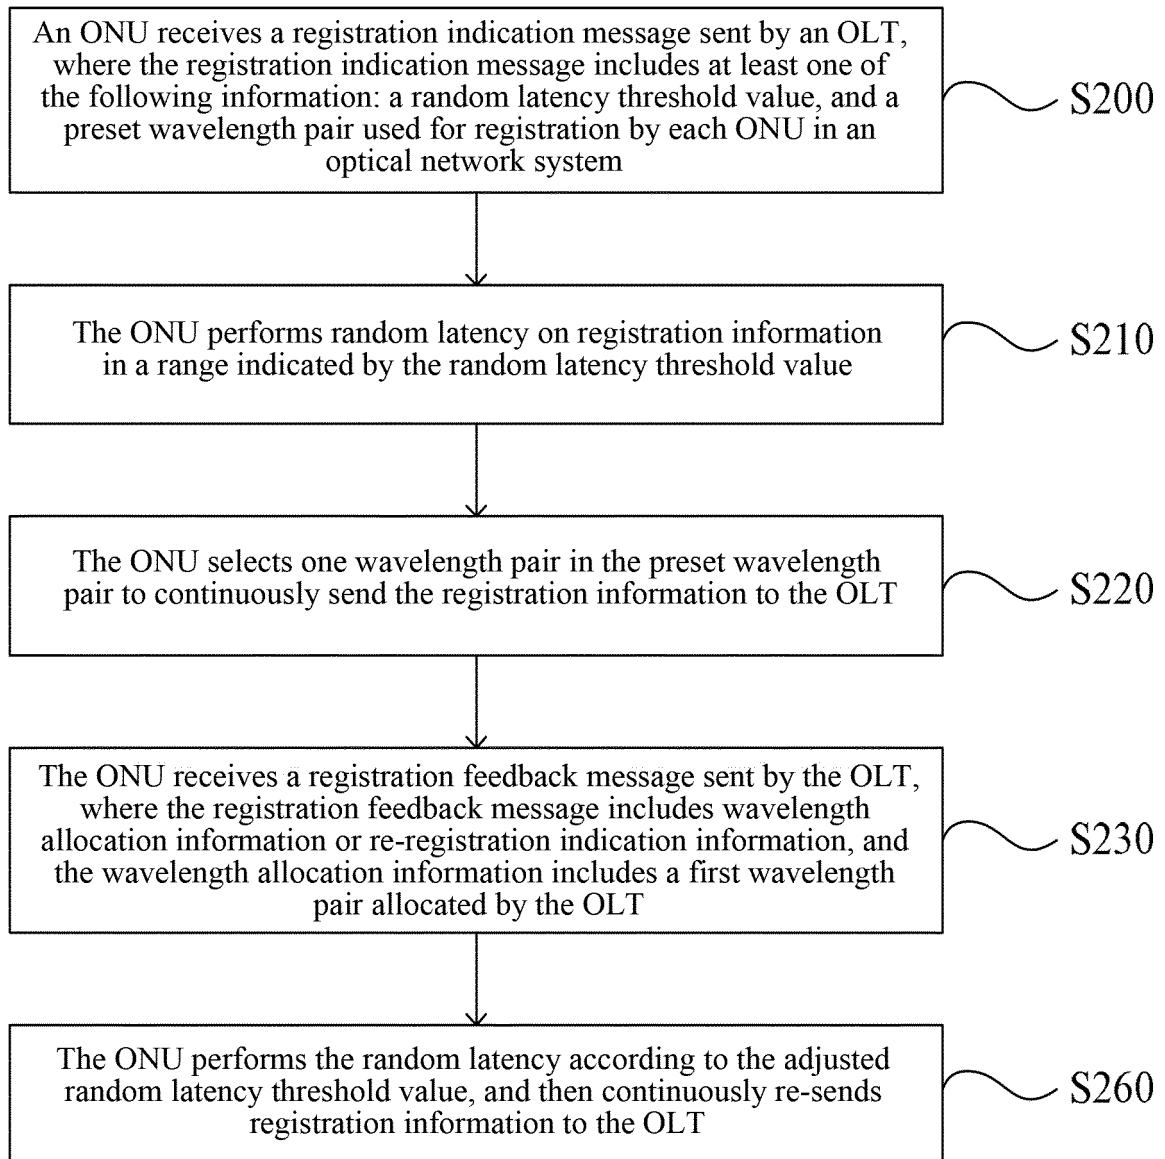 An ONU receives a registration indication message sent by an OLT,
where the registration indication message includes at least one of
the following information: a random latency threshold value, and a
preset wavelength pair used for registration by each ONU in an
optical network system
S200
The ONU performs random latency on registration information
in a range indicated by the random latency threshold value
S210
The ONU selects one wavelength pair in the preset wavelength
pair to continuously send the registration information to the OLT
S220
The ONU receives a registration feedback message sent by the OLT,
where the registration feedback message includes wavelength
allocation information or re-registration indication information, and
the wavelength allocation information includes a first wavelength
pair allocated by the OLT
S230
The ONU performs the random latency according to the adjusted
random latency threshold value, and then continuously re-sends
registration information to the OLT
S260